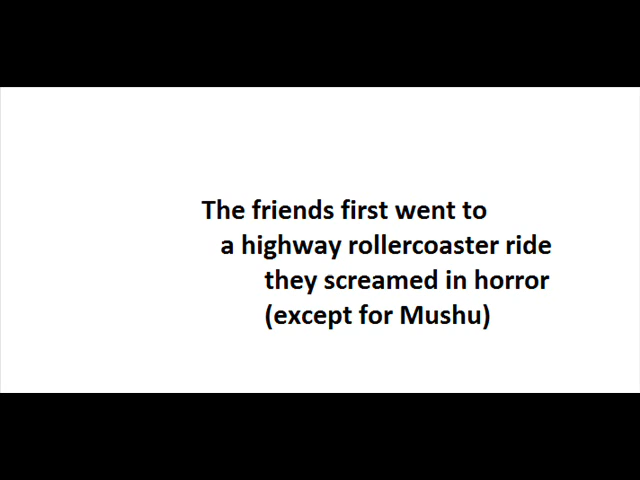 The friends first went to
a highway rollercoaster ride
they screamed in horror
(except for Mushu)